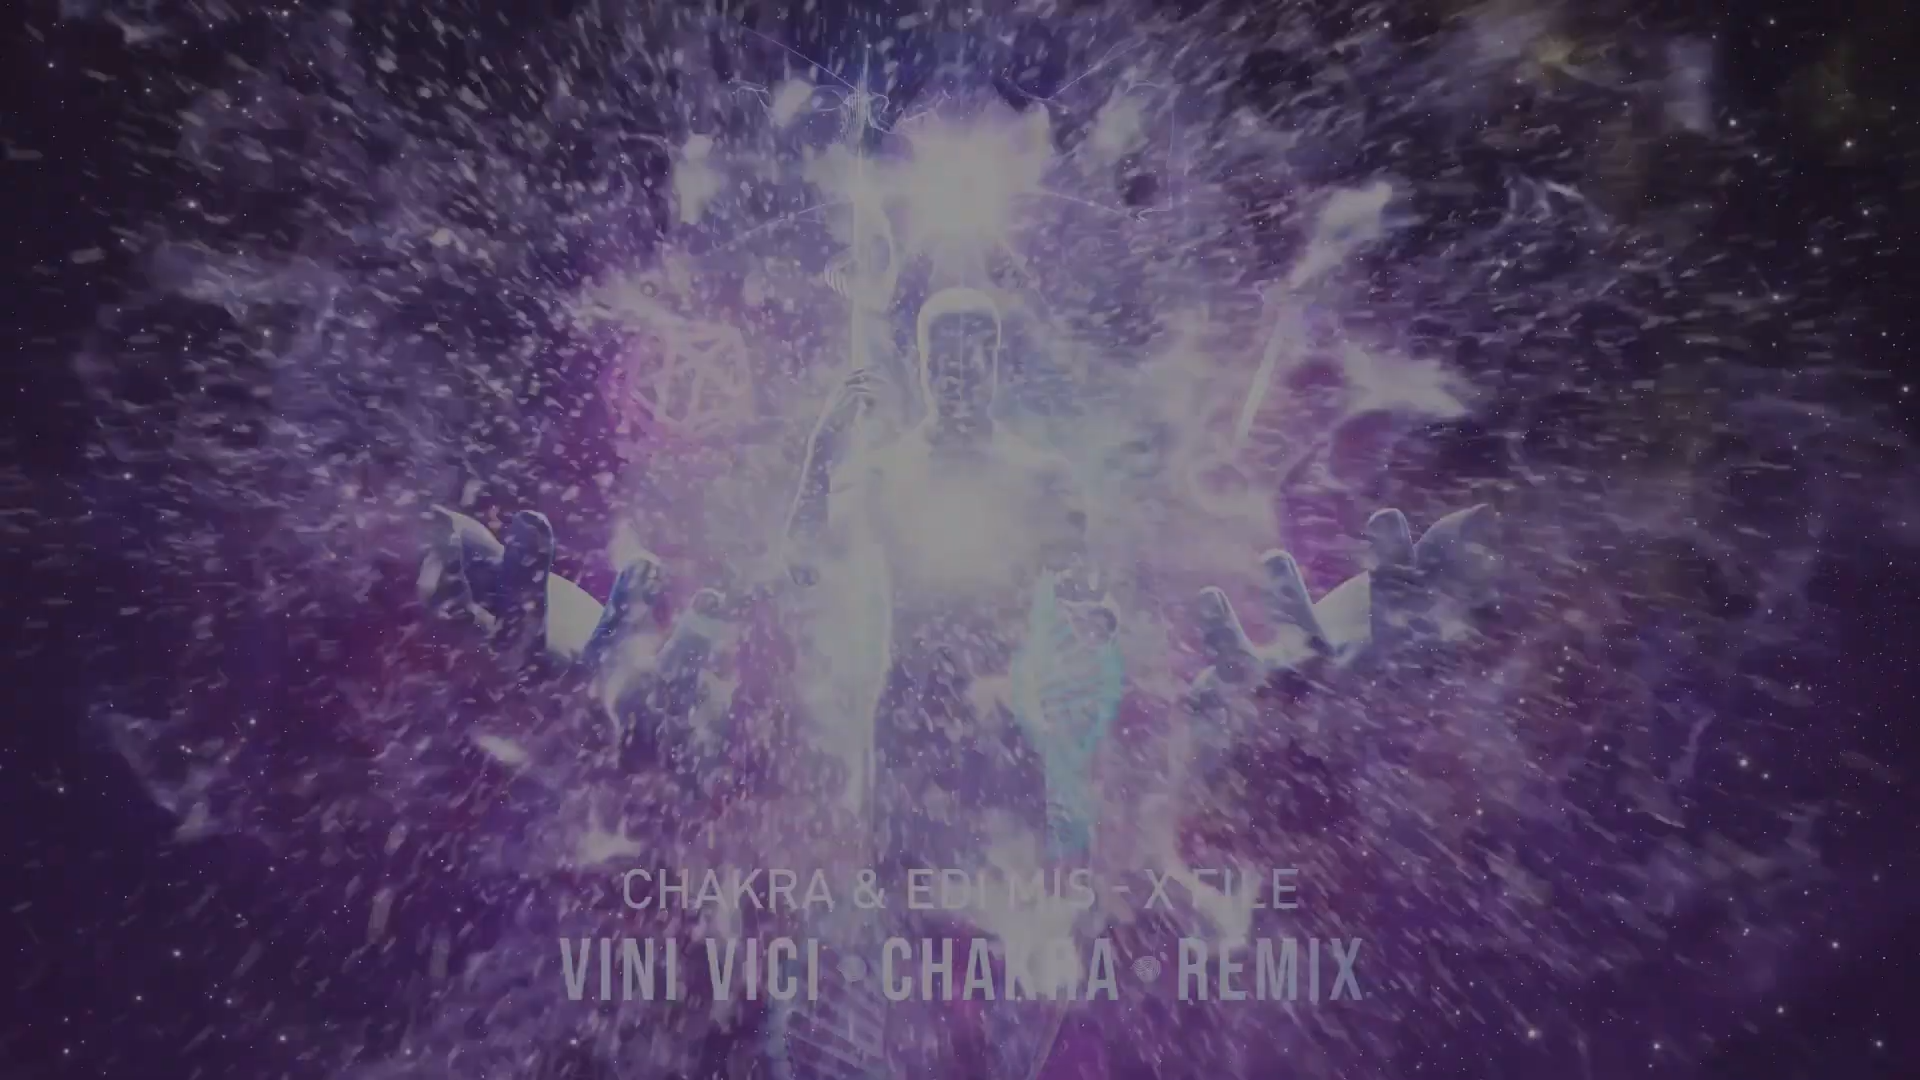 CHAKRA & EDI MIS - X FILE
VINI VICI • CHAKRA • REMIX